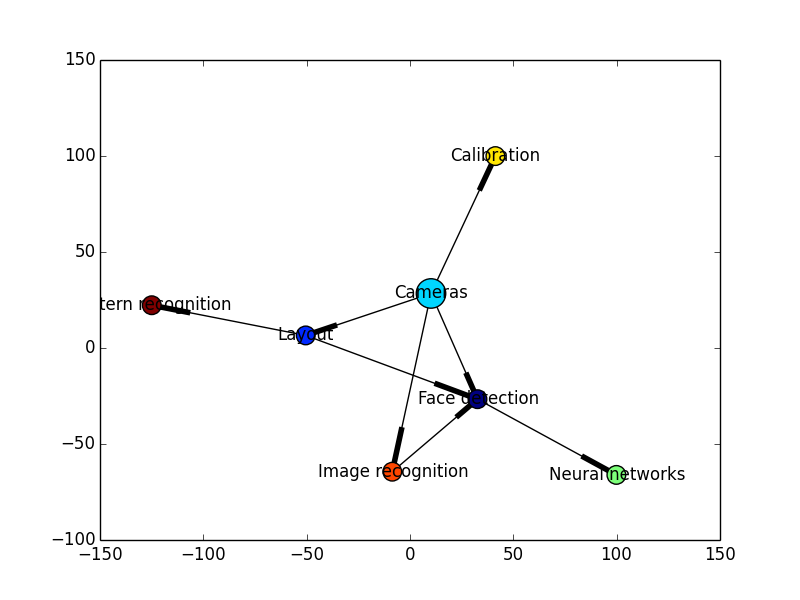 150
100
50
0
−50
−100
−150
−100
−50
0
50
100
150
Calibration
Cameras
tern recognition
Layout
Face detection
Image recognition
Neural networks